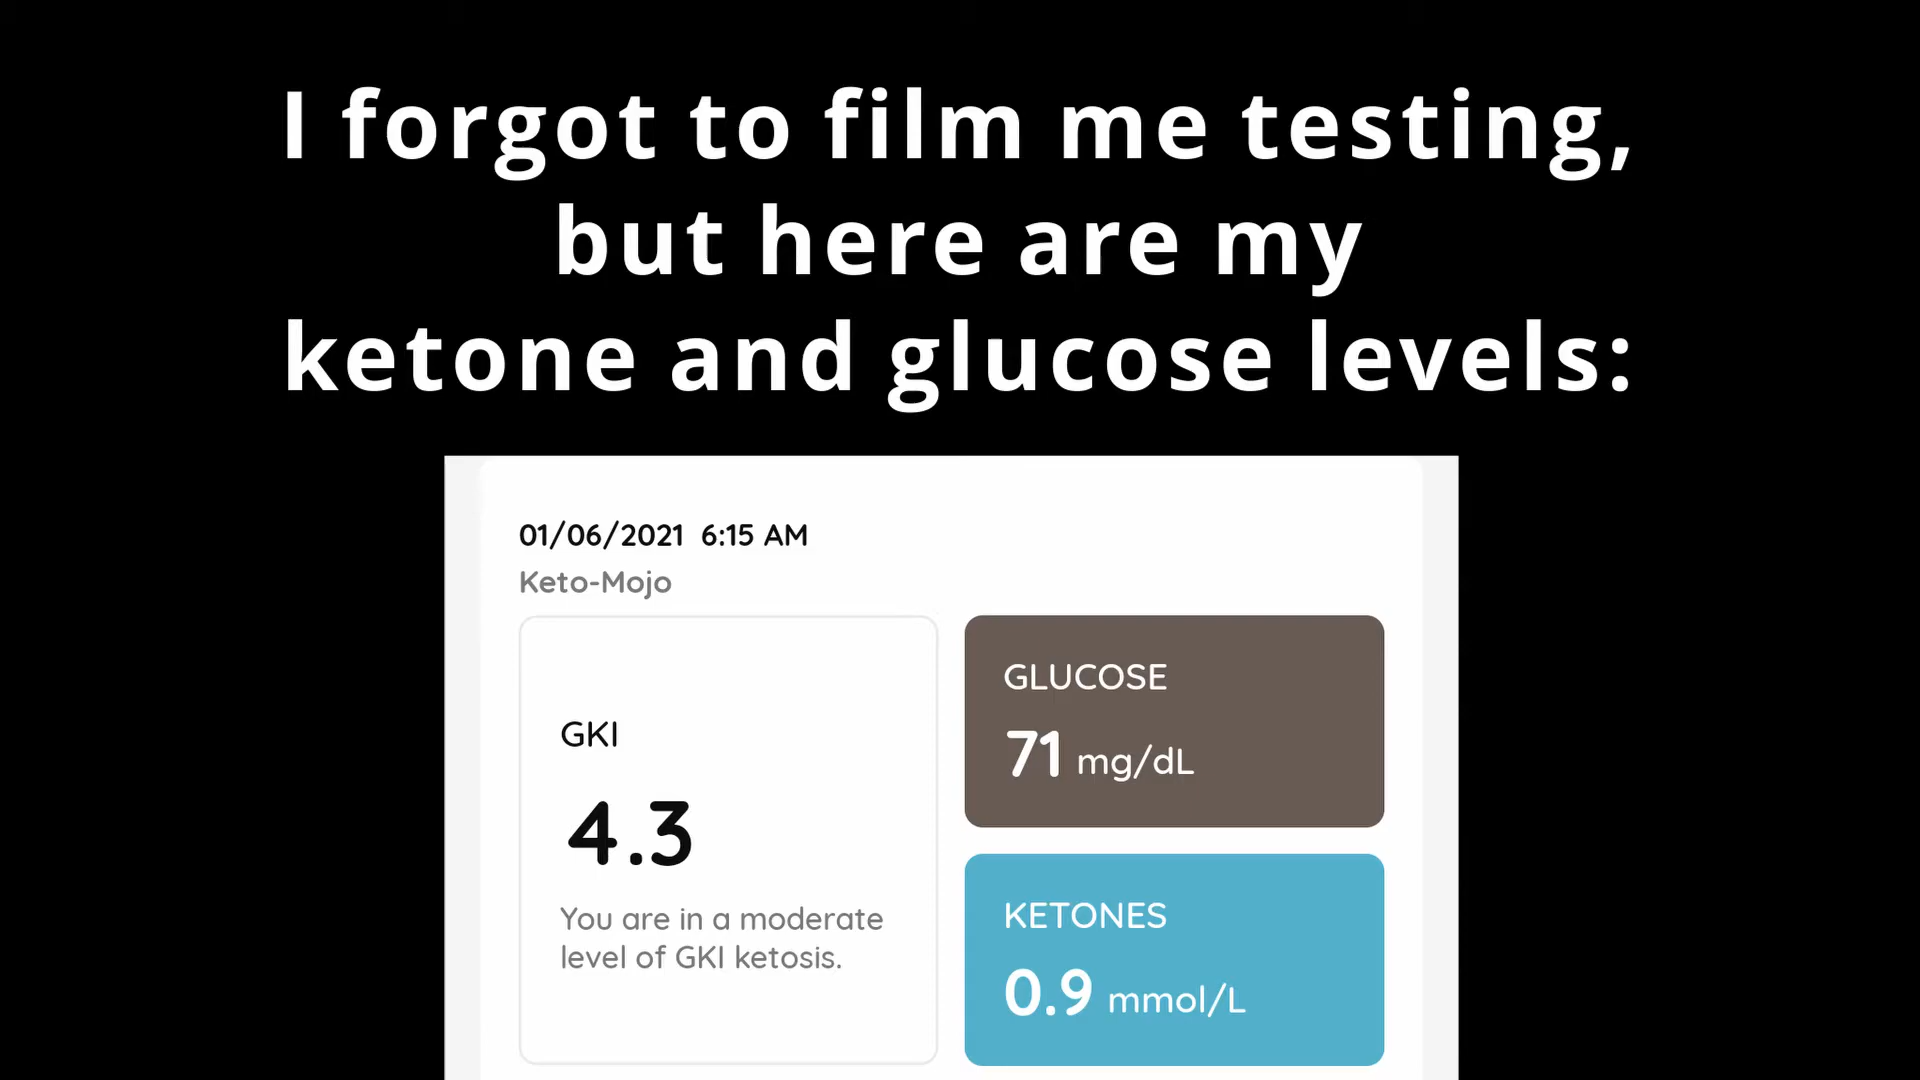 I forgot to film me testing,
but here are my
ketone and glucose levels:
01/06/2021 6:15 AM
Keto-Mojo
GKI
4.3
You are in a moderate
level of GKI ketosis.
GLUCOSE
71 mg/dL
KETONES
0.9 mmol/L